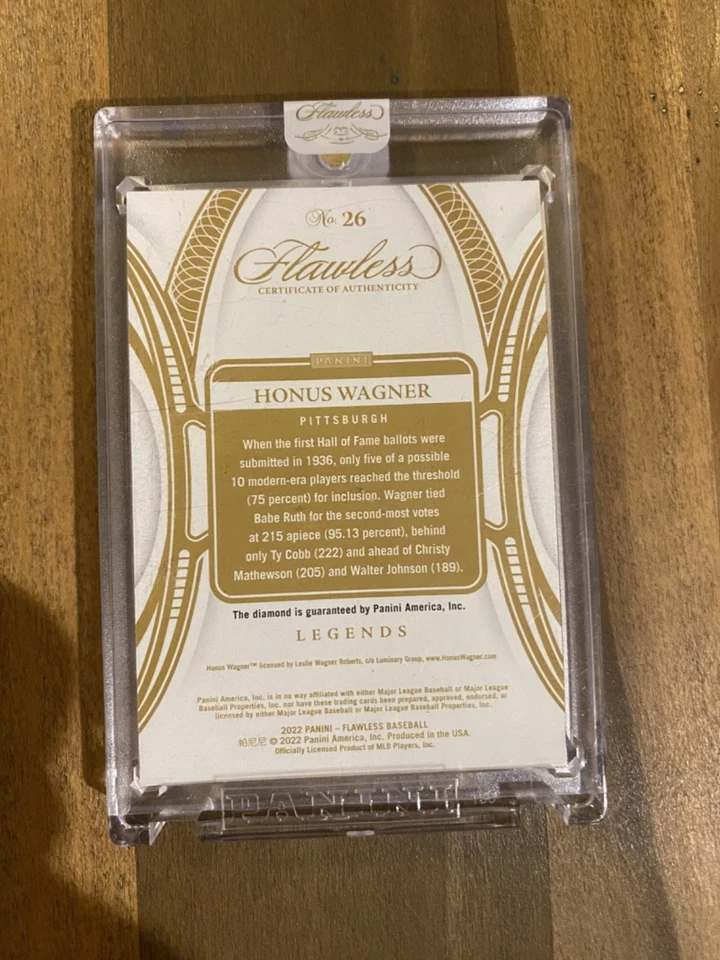 Flawless
No. 26
Flawless
CERTIFICATE OF AUTHENTICITY
PANINI
HONUS WAGNER
PITTSBURGH
When the first Hall of Fame ballots were
submitted in 1936, only five of a possible
10 modern-era players reached the threshold
(75 percent) for inclusion. Wagner tied
Babe Ruth for the second-most votes
at 215 apiece (95.13 percent), behind
only Ty Cobb (222) and ahead of Christy
Mathewson (205) and Walter Johnson (189).
The diamond is guaranteed by Panini America, Inc.
LEGENDS
Honus Wagner™ licensed by Leslie Wagner Roberts, c/o Luminary Group, www.HonusWagner.com
Panini America, Inc. is in no way affiliated with either Major League Baseball or Major League
Baseball Properties, Inc. nor have these trading cards been prepared, approved, endorsed, or
licensed by either Major League Baseball or Major League Baseball Properties, Inc.
2022 PANINI – FLAWLESS BASEBALL
帕尼尼 © 2022 Panini America, Inc. Produced in the USA.
Officially Licensed Product of MLB Players, Inc.
PANINI